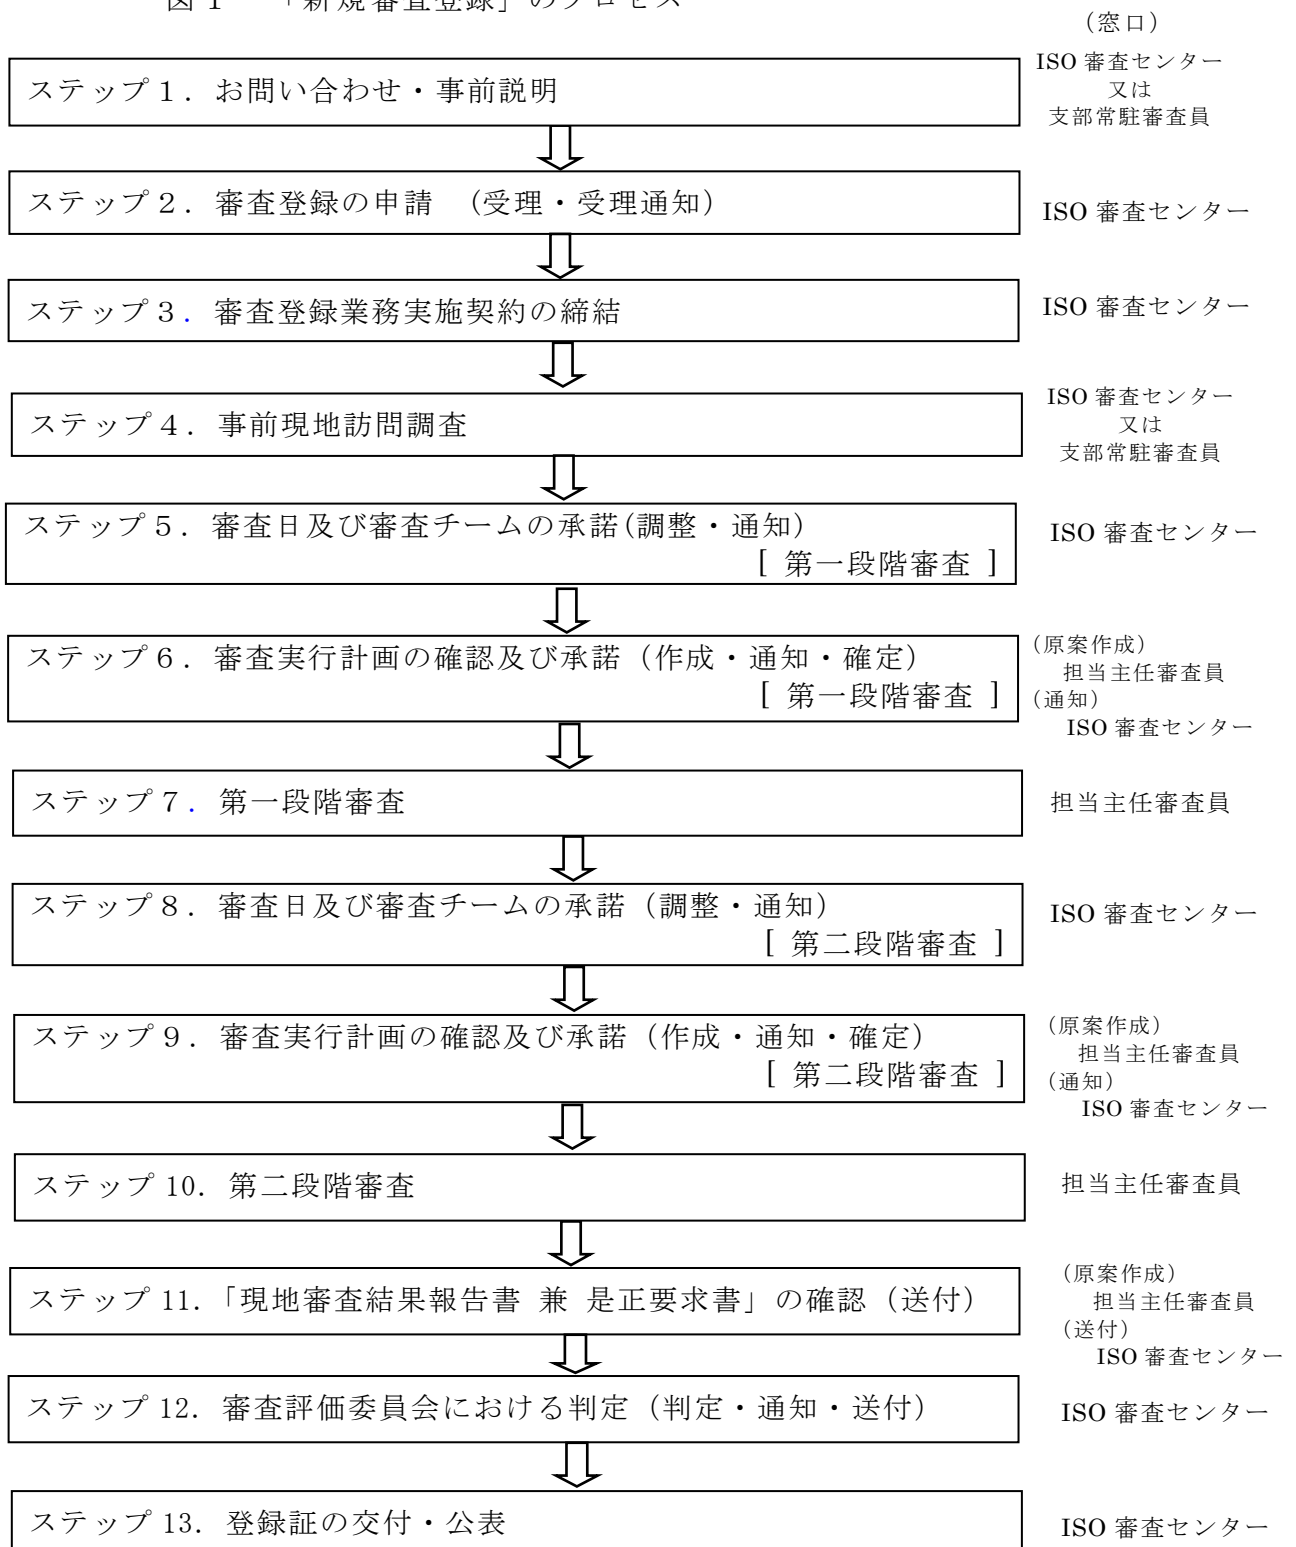 図１　「新規審査登録」のプロセス
（窓口）
ステップ１．お問い合わせ・事前説明
ISO 審査センター
又は
支部常駐審査員
ステップ２．審査登録の申請　（受理・受理通知）
ISO 審査センター
ステップ３．審査登録業務実施契約の締結
ISO 審査センター
ステップ４．事前現地訪問調査
ISO 審査センター
又は
支部常駐審査員
ステップ５．審査日及び審査チームの承諾(調整・通知）
[ 第一段階審査 ]
ISO 審査センター
ステップ６．審査実行計画の確認及び承諾（作成・通知・確定）
[ 第一段階審査 ]
（原案作成）
担当主任審査員
（通知）
ISO 審査センター
ステップ７．第一段階審査
担当主任審査員
ステップ８．審査日及び審査チームの承諾（調整・通知）
[ 第二段階審査 ]
ISO 審査センター
ステップ９．審査実行計画の確認及び承諾（作成・通知・確定）
[ 第二段階審査 ]
（原案作成）
担当主任審査員
（通知）
ISO 審査センター
ステップ 10．第二段階審査
担当主任審査員
ステップ 11.「現地審査結果報告書 兼 是正要求書」の確認（送付）
（原案作成）
担当主任審査員
（送付）
ISO 審査センター
ステップ 12．審査評価委員会における判定（判定・通知・送付）
ISO 審査センター
ステップ 13．登録証の交付・公表
ISO 審査センター